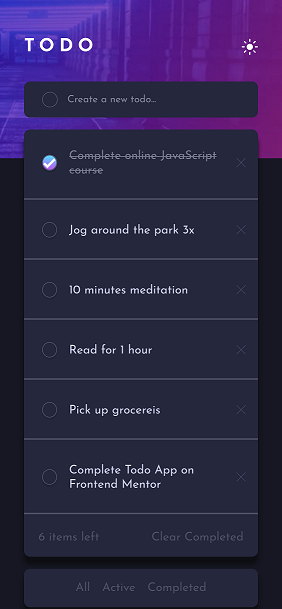 TODO
Create a new todo...
Complete online JavaScript
course
Jog around the park 3x
10 minutes meditation
Read for 1 hour
Pick up grocereis
Complete Todo App on
Frontend Mentor
6 items left Clear Completed
All Active Completed